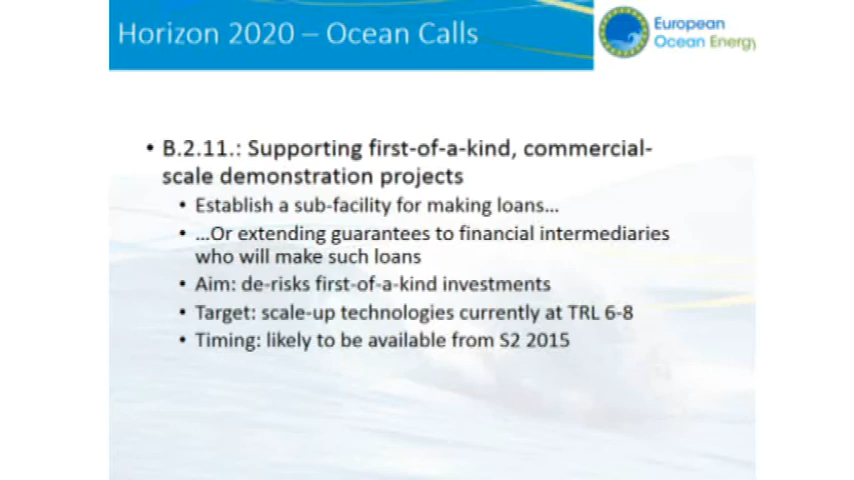 Horizon 2020 – Ocean Calls
European
Ocean Energy
• B.2.11.: Supporting first-of-a-kind, commercial-
scale demonstration projects
• Establish a sub-facility for making loans...
• ...Or extending guarantees to financial intermediaries
who will make such loans
• Aim: de-risks first-of-a-kind investments
• Target: scale-up technologies currently at TRL 6-8
• Timing: likely to be available from S2 2015